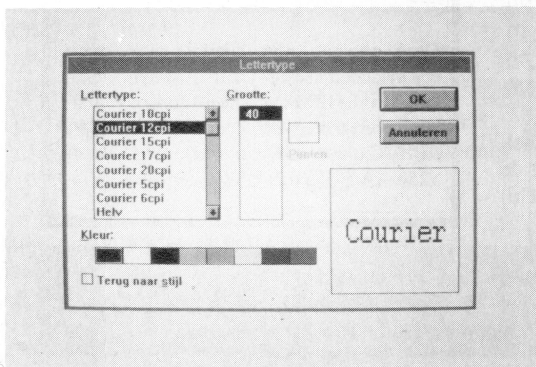 Lettertype
Lettertype:
Grootte:
Courier 10cpi
Courier 12cpi
Courier 15cpi
Courier 17cpi
Courier 20cpi
Courier 5cpi
Courier 6cpi
Helv
40
Punten
OK
Annuleren
Kleur:
Terug naar stijl
Courier